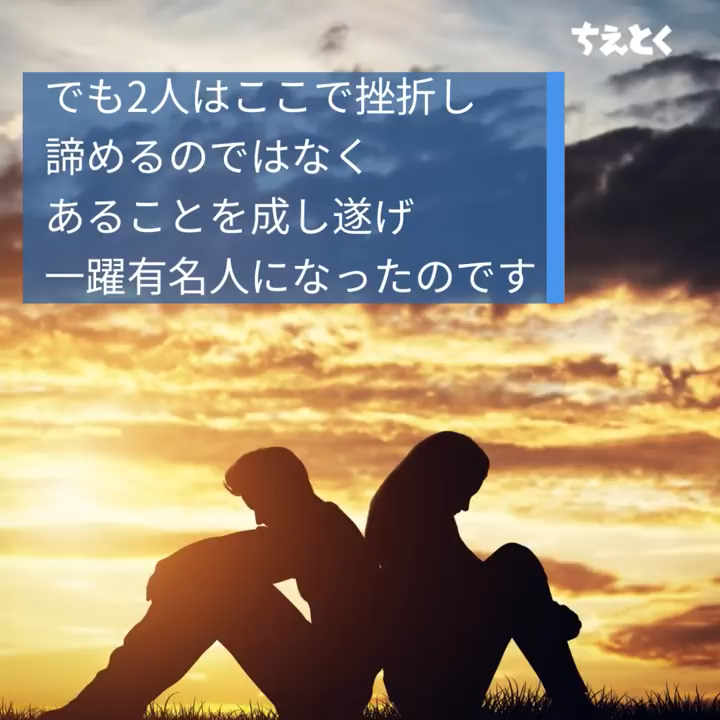 ちえとく
でも2人はここで挫折し
諦めるのではなく
あることを成し遂げ
一躍有名人になったのです